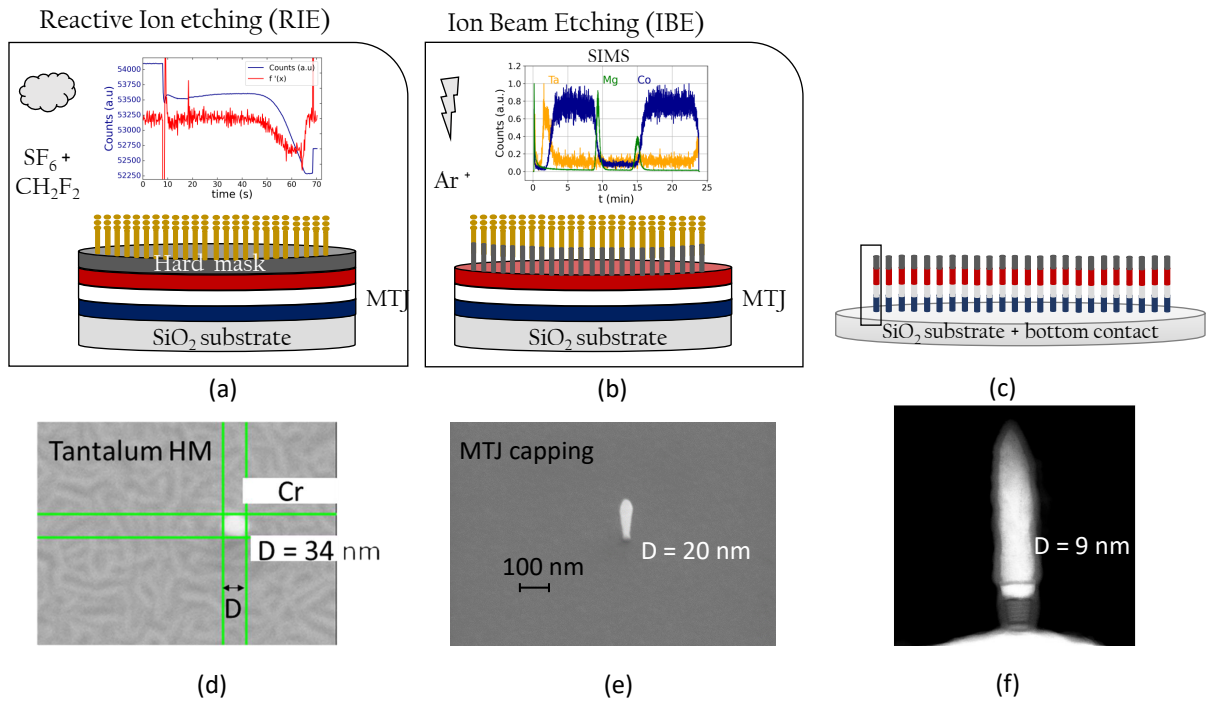 Reactive Ion etching (RIE)
Ion Beam Etching (IBE)
SF6 +
CH2F2
Counts (a.u)
f '(x)
Counts (a.u)
54000
53750
53500
53250
53000
52750
52500
52250
0 10 20 30 40 50 60 70
time (s)
Hard mask
MTJ
SiO2 substrate
(a)
SIMS
Ta Mg Co
Counts (a.u.)
1.2
1.0
0.8
0.6
0.4
0.2
0.0
0 5 10 15 20 25
t (min)
Ar +
MTJ
SiO2 substrate
(b)
SiO2 substrate + bottom contact
(c)
Tantalum HM
Cr
D = 34 nm
D
(d)
MTJ capping
D = 20 nm
100 nm
(e)
D = 9 nm
(f)